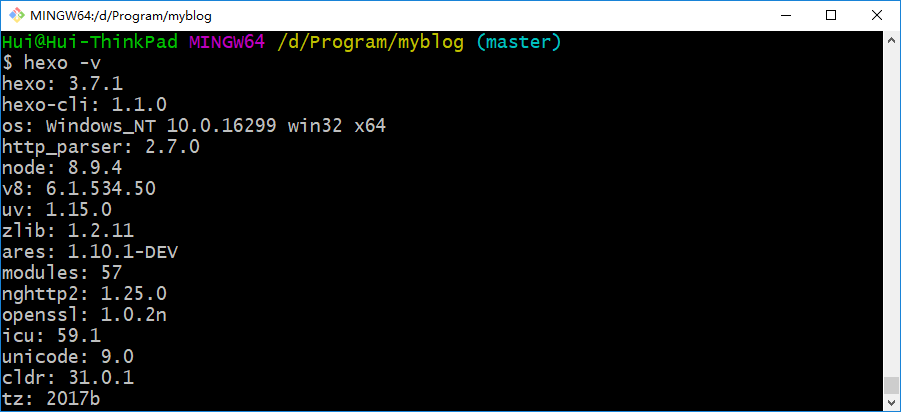 MINGW64:/d/Program/myblog
Hui@Hui-ThinkPad MINGW64 /d/Program/myblog (master)
$ hexo -v
hexo: 3.7.1
hexo-cli: 1.1.0
os: Windows_NT 10.0.16299 win32 x64
http_parser: 2.7.0
node: 8.9.4
v8: 6.1.534.50
uv: 1.15.0
zlib: 1.2.11
ares: 1.10.1-DEV
modules: 57
nghttp2: 1.25.0
openssl: 1.0.2n
icu: 59.1
unicode: 9.0
cldr: 31.0.1
tz: 2017b